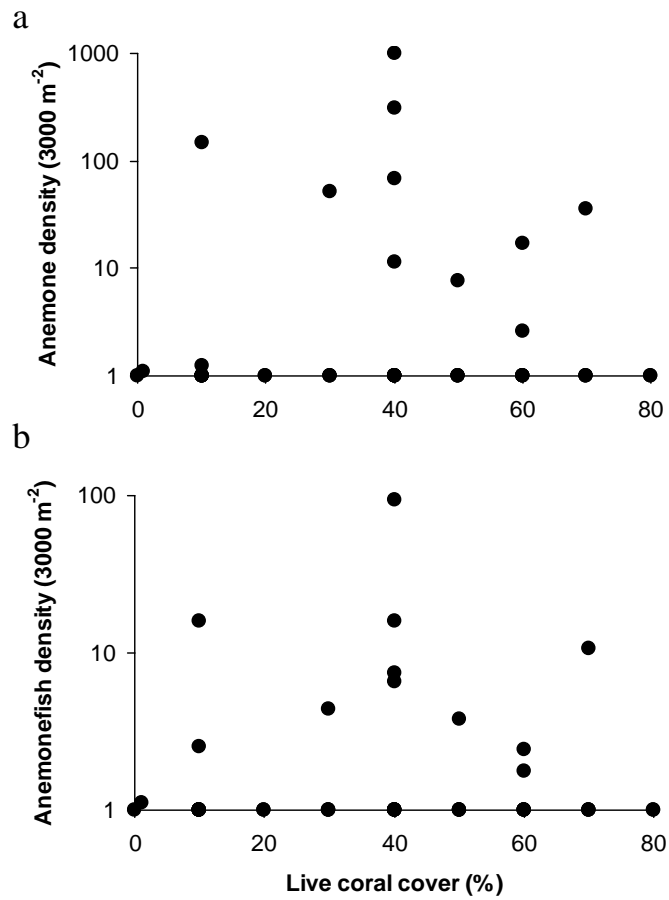 a
1000
100
10
1
0 20 40 60 80
Anemone density (3000 m⁻²)
b
100
10
1
0 20 40 60 80
Anemonefish density (3000 m⁻²)
Live coral cover (%)